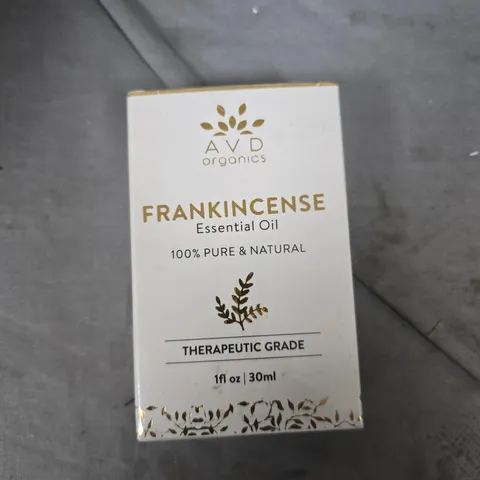 AVD
organics
FRANKINCENSE
Essential Oil
100% PURE & NATURAL
THERAPEUTIC GRADE
1fl oz | 30ml